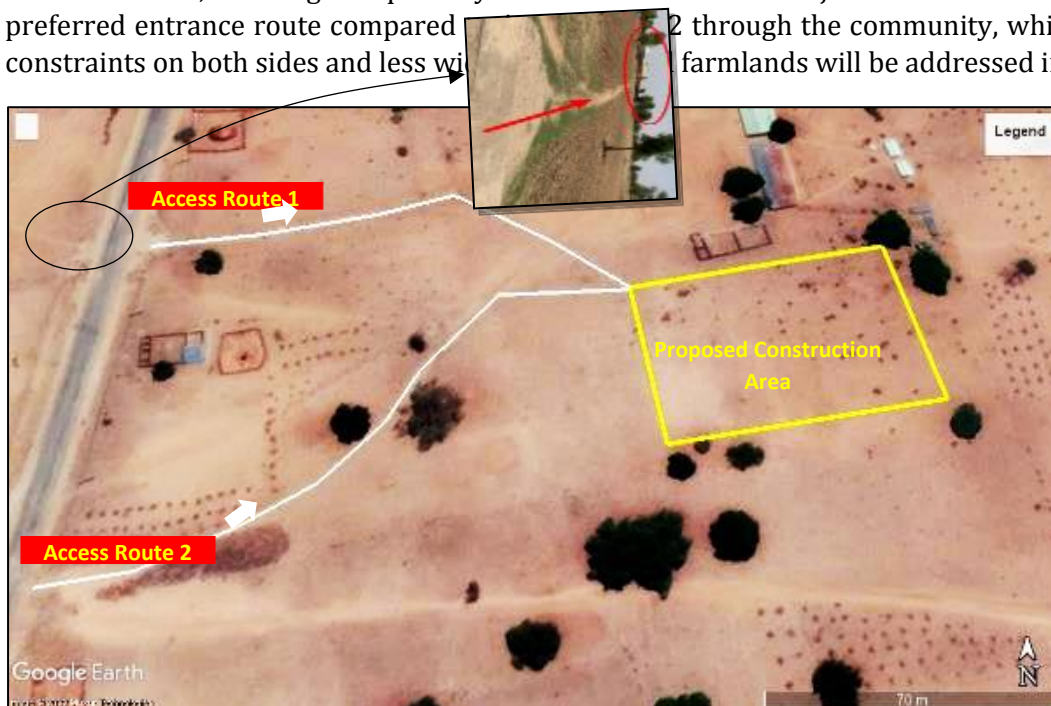 preferred entrance route compared 2 through the community, whi
constraints on both sides and less wi farmlands will be addressed i
Legend
Access Route 1
Proposed Construction
Area
Access Route 2
Google Earth
N
70 m